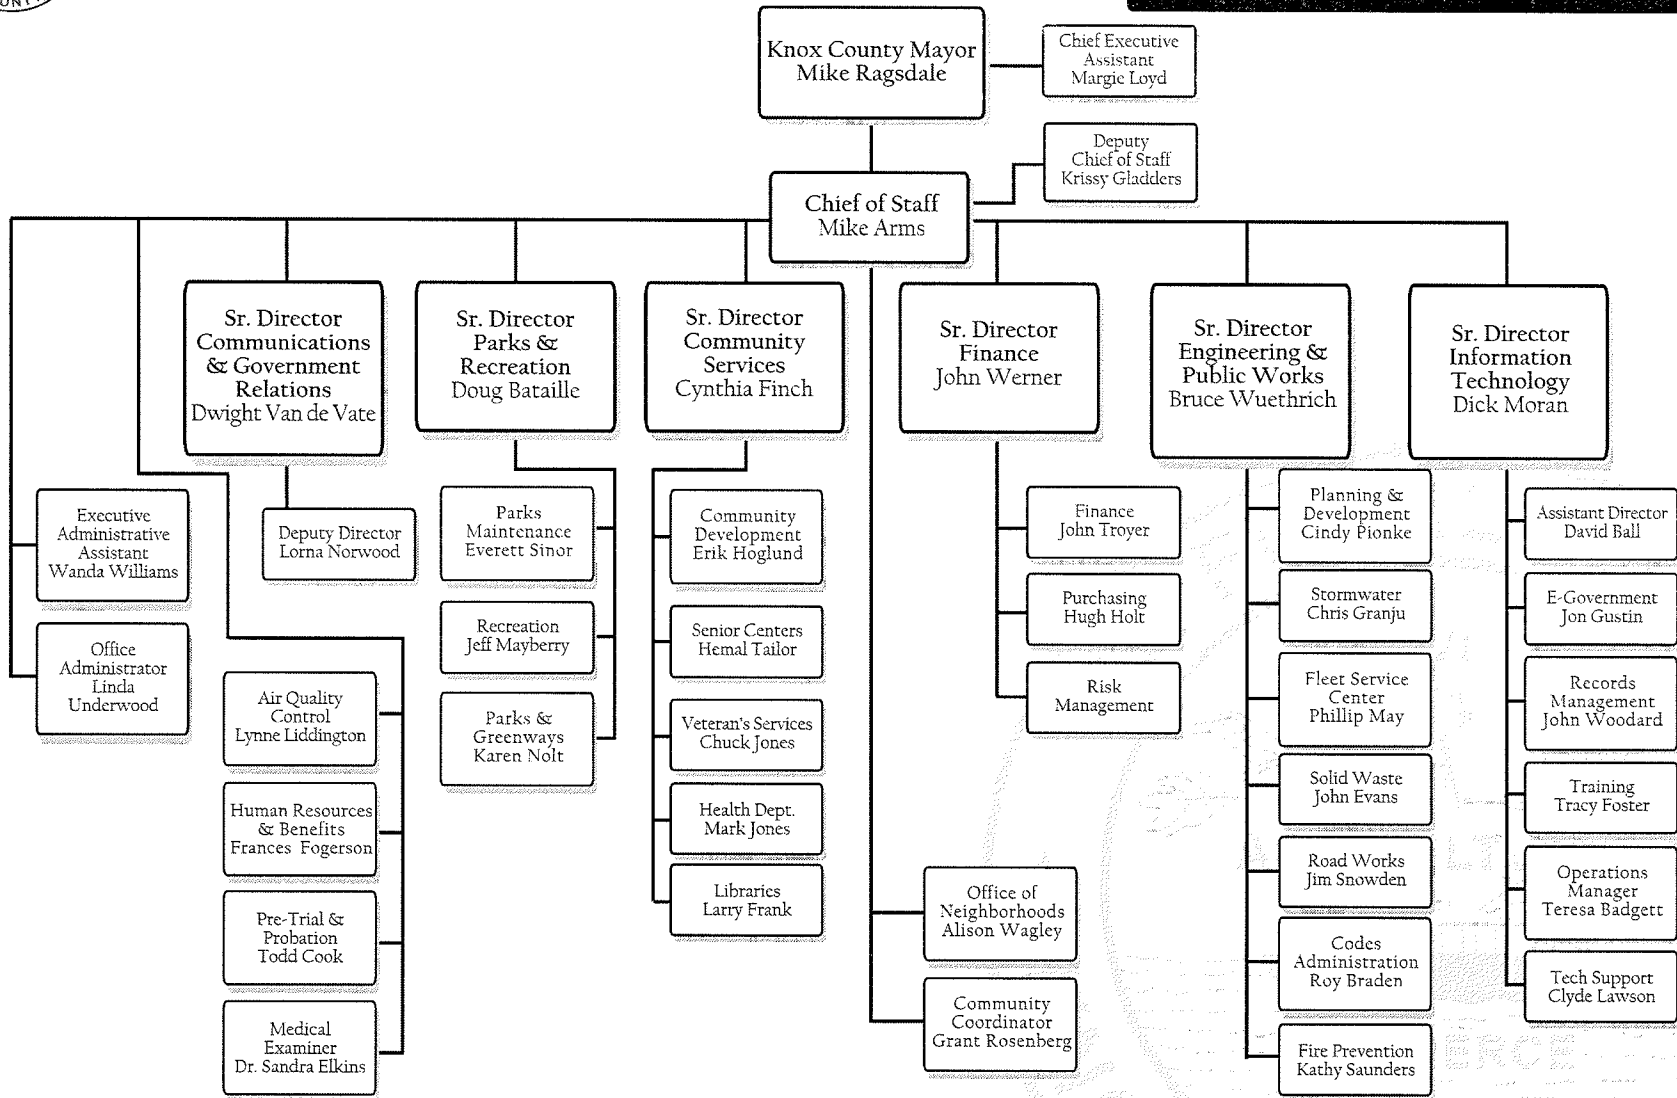 Knox County Mayor
Mike Ragsdale
Chief Executive
Assistant
Margie Loyd
Deputy
Chief of Staff
Krissy Gladders
Chief of Staff
Mike Arms
Sr. Director
Communications
& Government
Relations
Dwight Van de Vate
Sr. Director
Parks &
Recreation
Doug Bataille
Sr. Director
Community
Services
Cynthia Finch
Sr. Director
Finance
John Werner
Sr. Director
Engineering &
Public Works
Bruce Wuethrich
Sr. Director
Information
Technology
Dick Moran
Executive
Administrative
Assistant
Wanda Williams
Office
Administrator
Linda
Underwood
Deputy Director
Lorna Norwood
Air Quality
Control
Lynne Liddington
Human Resources
& Benefits
Frances Fogerson
Pre-Trial &
Probation
Todd Cook
Medical
Examiner
Dr. Sandra Elkins
Parks
Maintenance
Everett Sinor
Recreation
Jeff Mayberry
Parks &
Greenways
Karen Nolt
Community
Development
Erik Hoglund
Senior Centers
Hemal Tailor
Veteran's Services
Chuck Jones
Health Dept.
Mark Jones
Libraries
Larry Frank
Office of
Neighborhoods
Alison Wagley
Community
Coordinator
Grant Rosenberg
Finance
John Troyer
Purchasing
Hugh Holt
Risk
Management
Planning &
Development
Cindy Pionke
Stormwater
Chris Granju
Fleet Service
Center
Phillip May
Solid Waste
John Evans
Road Works
Jim Snowden
Codes
Administration
Roy Braden
Fire Prevention
Kathy Saunders
Assistant Director
David Ball
E-Government
Jon Gustin
Records
Management
John Woodard
Training
Tracy Foster
Operations
Manager
Teresa Badgett
Tech Support
Clyde Lawson